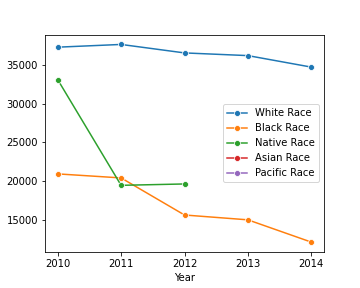 35000
30000
25000
20000
15000
White Race
Black Race
Native Race
Asian Race
Pacific Race
2010 2011 2012 2013 2014
Year